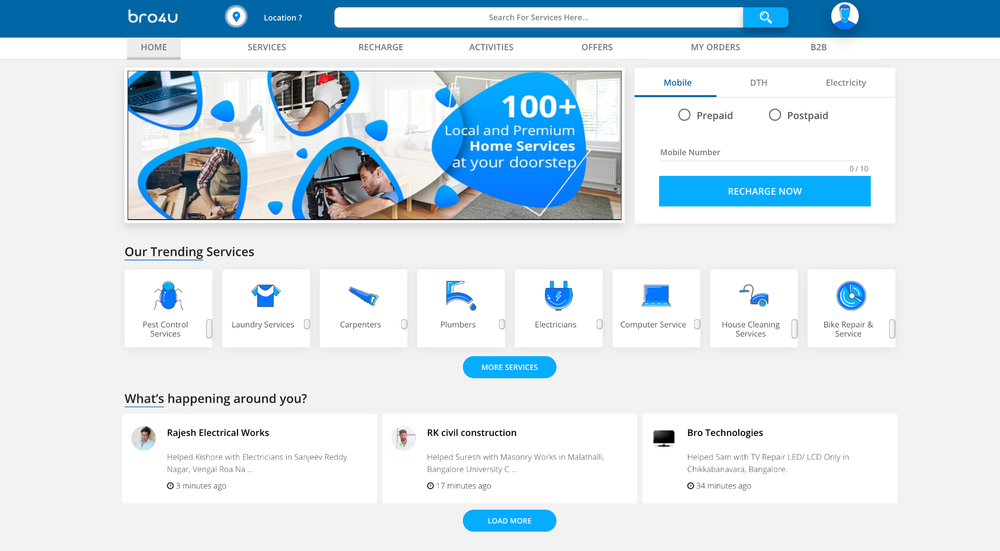 bro4u
Location ?
Search For Services Here...
HOME
SERVICES
RECHARGE
ACTIVITIES
OFFERS
MY ORDERS
B2B
100+
Local and Premium
Home Services
at your doorstep
Mobile
DTH
Electricity
Prepaid
Postpaid
Mobile Number
0 / 10
RECHARGE NOW
Our Trending Services
Pest Control
Services
Laundry Services
Carpenters
Plumbers
Electricians
Computer Service
House Cleaning
Services
Bike Repair &
Service
MORE SERVICES
What's happening around you?
Rajesh Electrical Works
Helped Kishore with Electricians in Sanjeev Reddy
Nagar, Vengal Roa Na ...
3 minutes ago
RK civil construction
Helped Suresh with Masonry Works in Malathalli,
Bangalore University C ...
17 minutes ago
Bro Technologies
Helped Sam with TV Repair LED/ LCD Only in
Chikkabanavara, Bangalore.
34 minutes ago
LOAD MORE